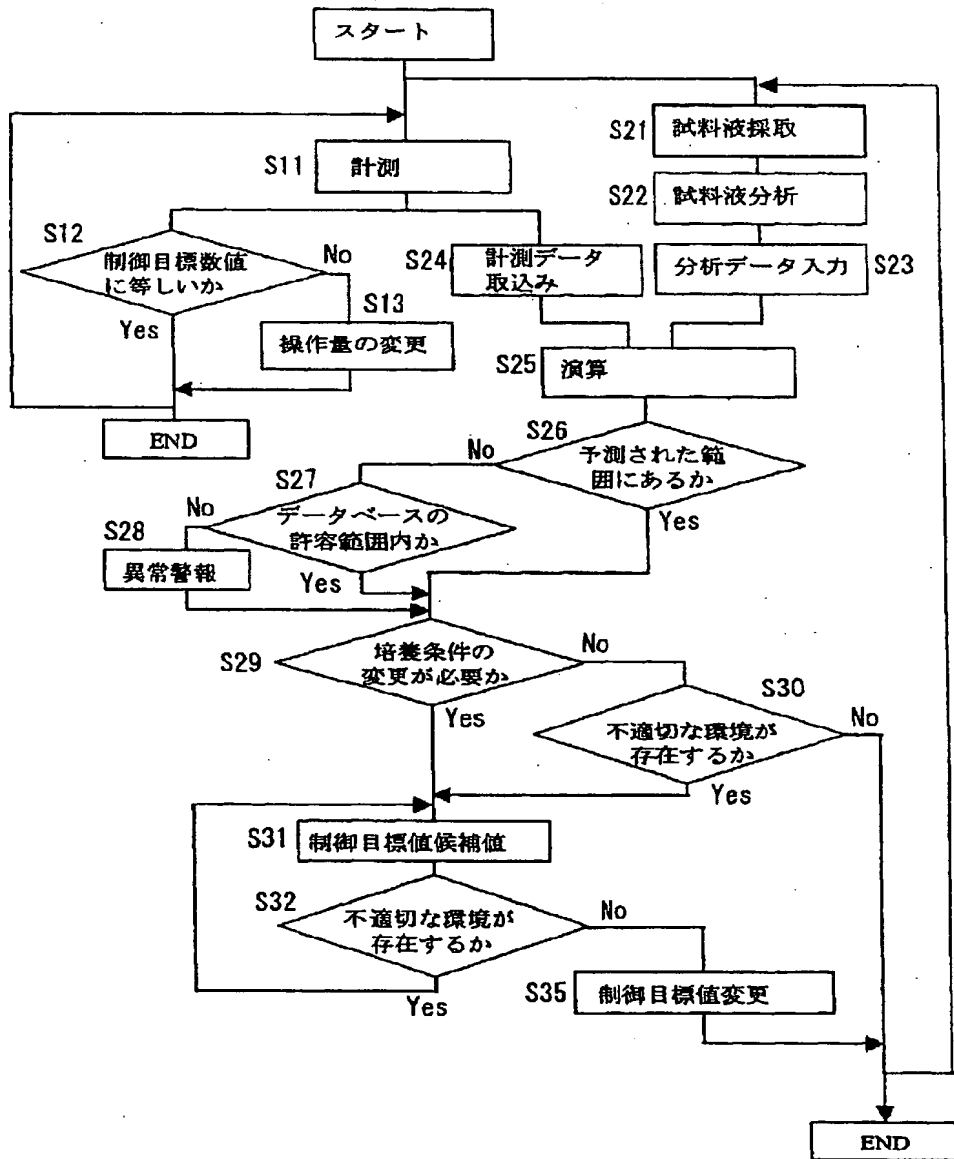 スタート
S21
試料液採取
S11
計測
S22
試料液分析
S12
制御目標数値
に等しいか
No
Yes
S24
計測データ
取込み
分析データ入力
S23
S13
操作量の変更
S25
演算
END
S26
予測された範
囲にあるか
No
Yes
S27
データベースの
許容範囲内か
No
Yes
S28
異常警報
S29
培養条件の
変更が必要か
No
Yes
S30
不適切な環境が
存在するか
No
Yes
S31
制御目標値候補値
S32
不適切な環境が
存在するか
No
Yes
S35
制御目標値変更
END